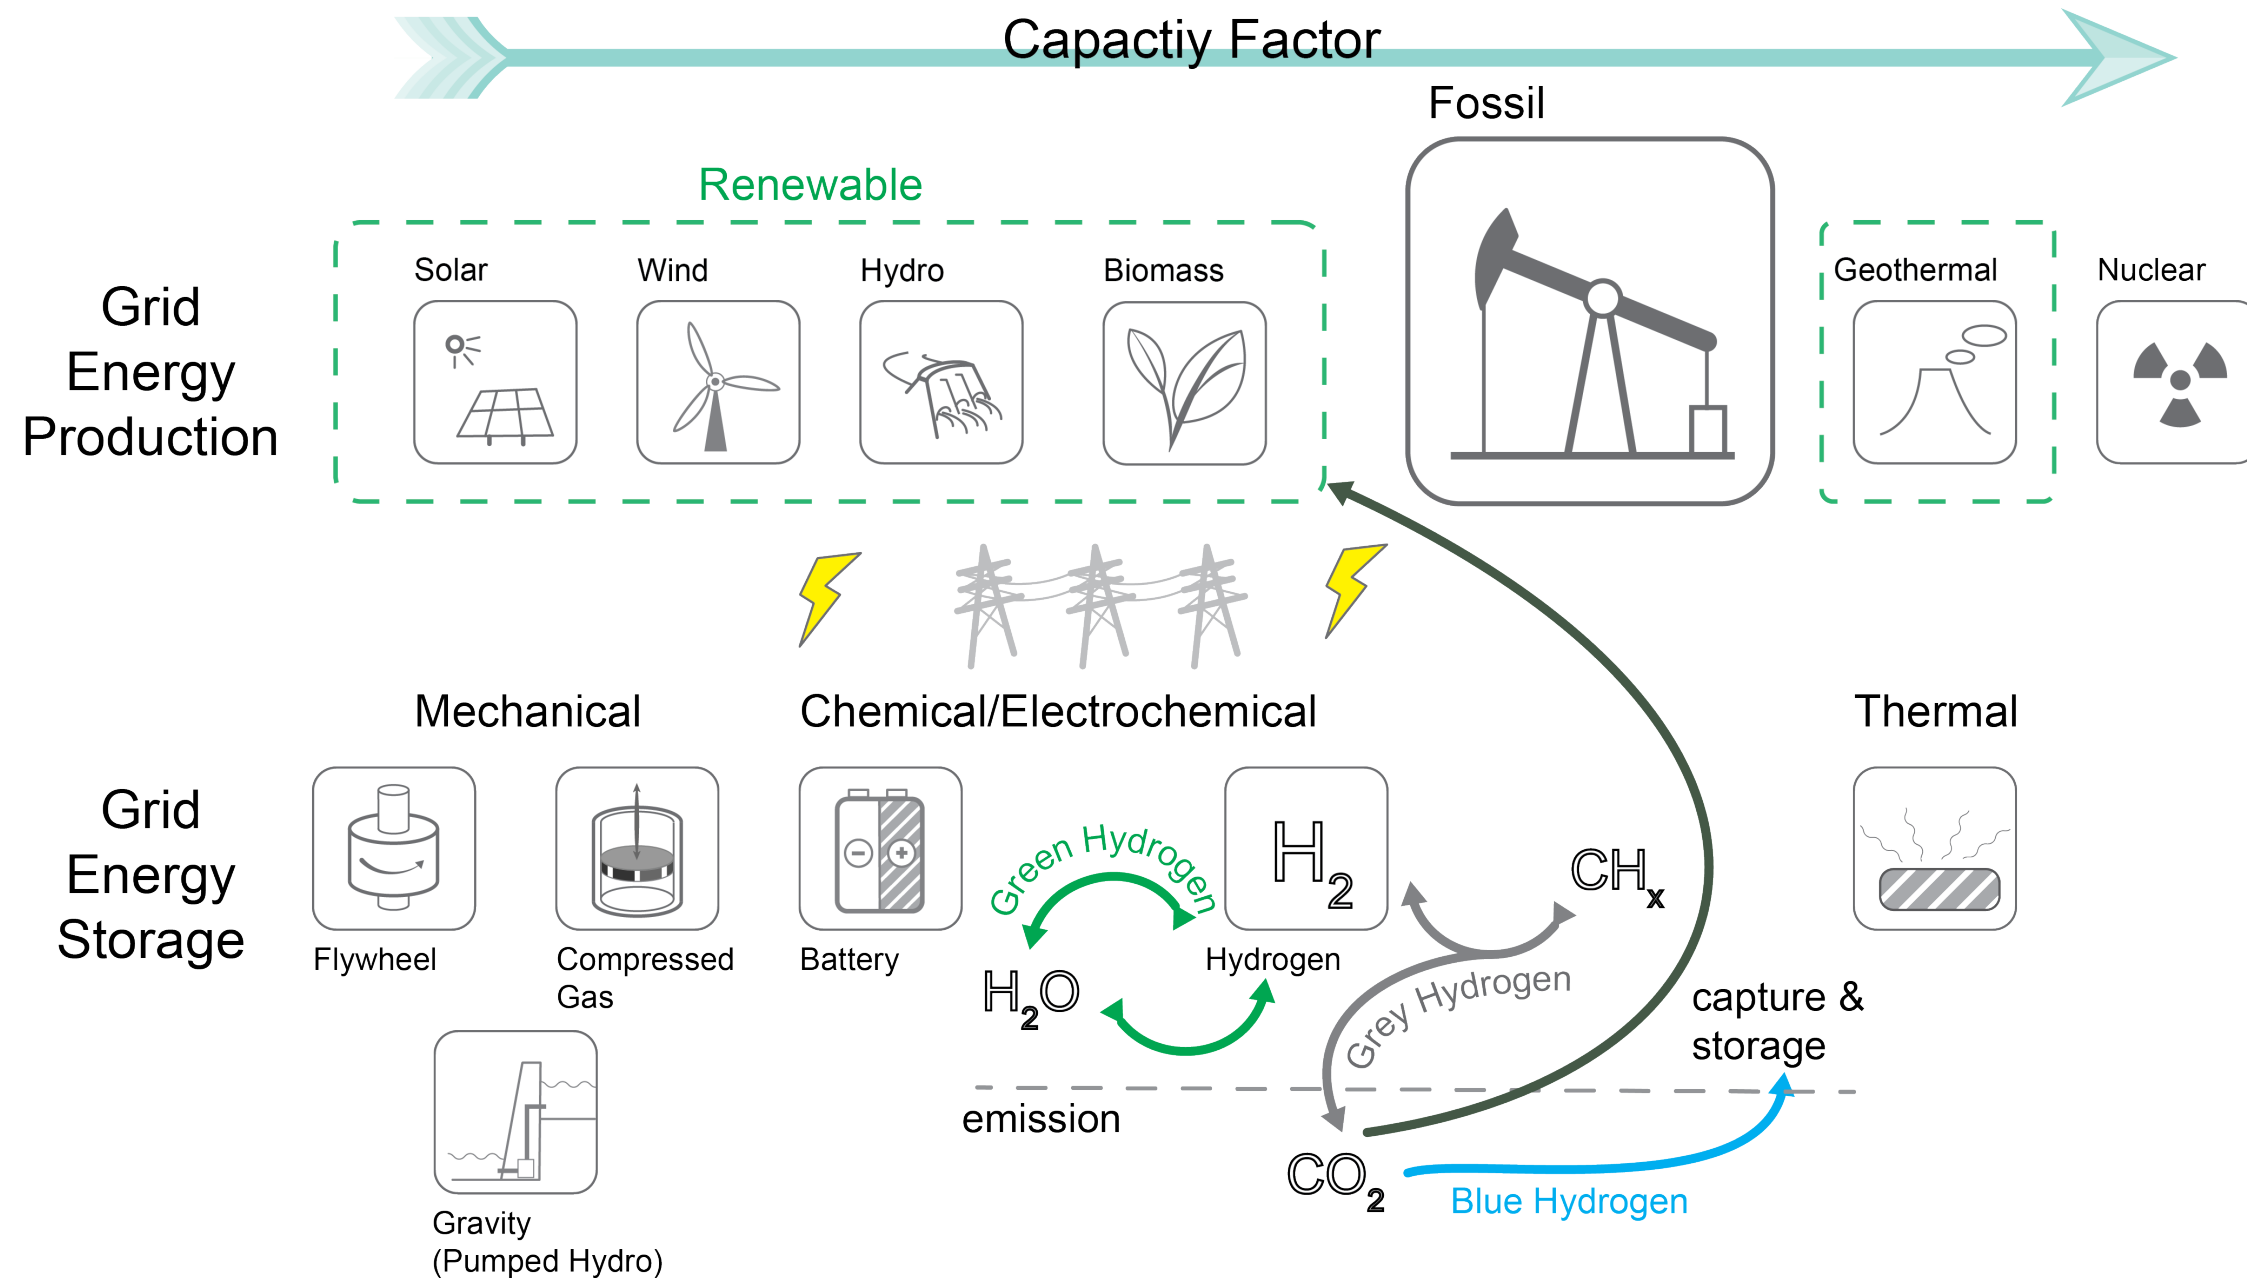 Capactiy Factor
Fossil
Renewable
Solar
Wind
Hydro
Biomass
Geothermal
Nuclear
Grid
Energy
Production
Mechanical
Chemical/Electrochemical
Thermal
Grid
Energy
Storage
Flywheel
Compressed
Gas
Battery
Green Hydrogen
H2
Hydrogen
CHx
H2O
Grey Hydrogen
capture &
storage
emission
CO2
Blue Hydrogen
Gravity
(Pumped Hydro)